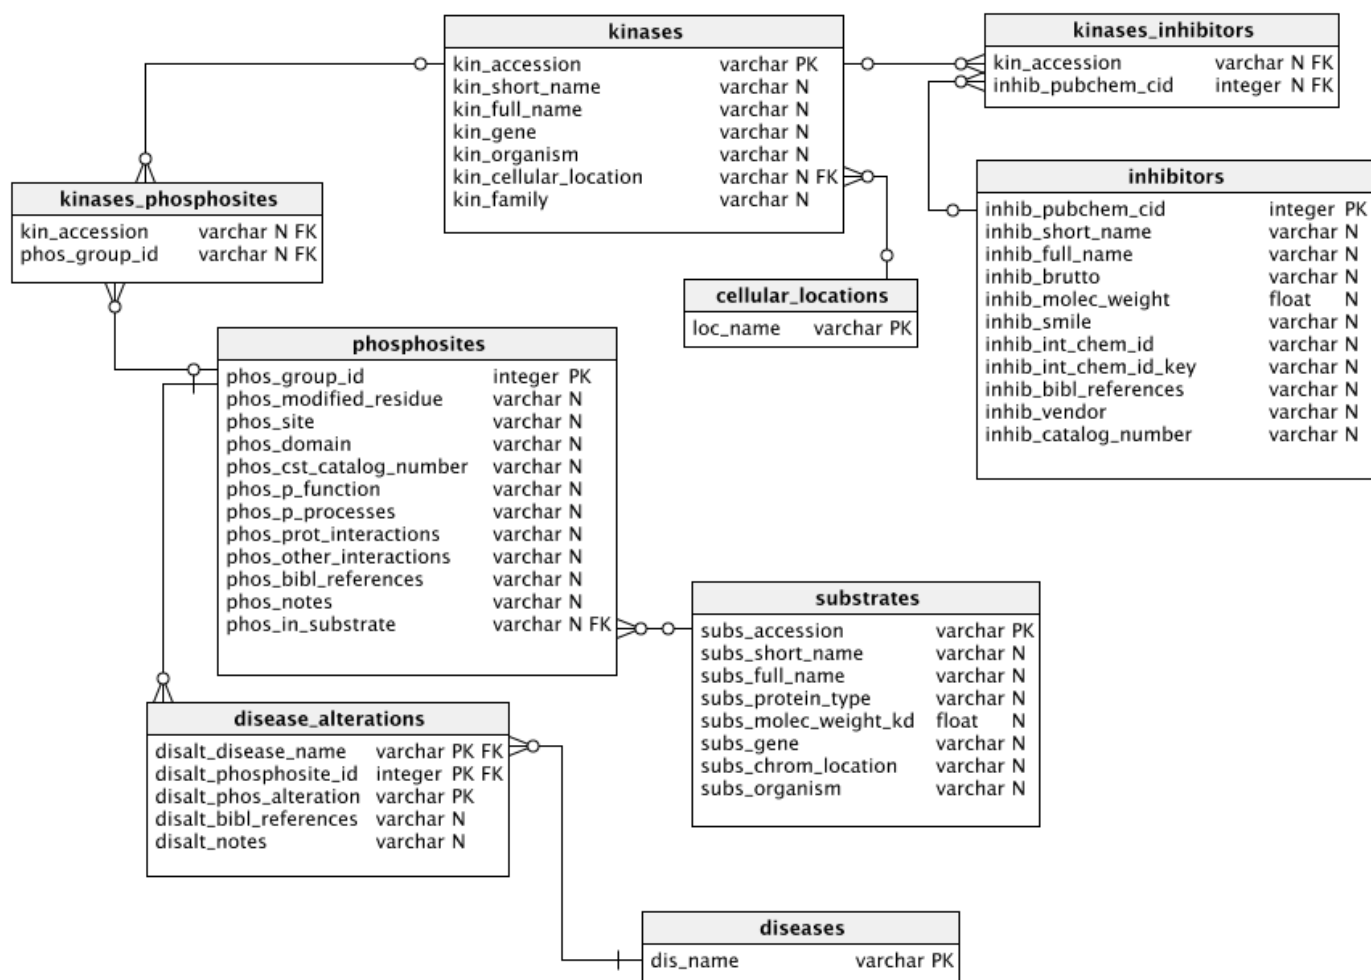 kinases
kin_accession varchar PK
kin_short_name varchar N
kin_full_name varchar N
kin_gene varchar N
kin_organism varchar N
kin_cellular_location varchar N FK
kin_family varchar N
kinases_inhibitors
kin_accession varchar N FK
inhib_pubchem_cid integer N FK
kinases_phosphosites
kin_accession varchar N FK
phos_group_id varchar N FK
inhibitors
inhib_pubchem_cid integer PK
inhib_short_name varchar N
inhib_full_name varchar N
inhib_brutto varchar N
inhib_molec_weight float N
inhib_smile varchar N
inhib_int_chem_id varchar N
inhib_int_chem_id_key varchar N
inhib_bibl_references varchar N
inhib_vendor varchar N
inhib_catalog_number varchar N
cellular_locations
loc_name varchar PK
phosphosites
phos_group_id integer PK
phos_modified_residue varchar N
phos_site varchar N
phos_domain varchar N
phos_cst_catalog_number varchar N
phos_p_function varchar N
phos_p_processes varchar N
phos_prot_interactions varchar N
phos_other_interactions varchar N
phos_bibl_references varchar N
phos_notes varchar N
phos_in_substrate varchar N FK
substrates
subs_accession varchar PK
subs_short_name varchar N
subs_full_name varchar N
subs_protein_type varchar N
subs_molec_weight_kd float N
subs_gene varchar N
subs_chrom_location varchar N
subs_organism varchar N
disease_alterations
disalt_disease_name varchar PK FK
disalt_phosphosite_id integer PK FK
disalt_phos_alteration varchar PK
disalt_bibl_references varchar N
disalt_notes varchar N
diseases
dis_name varchar PK